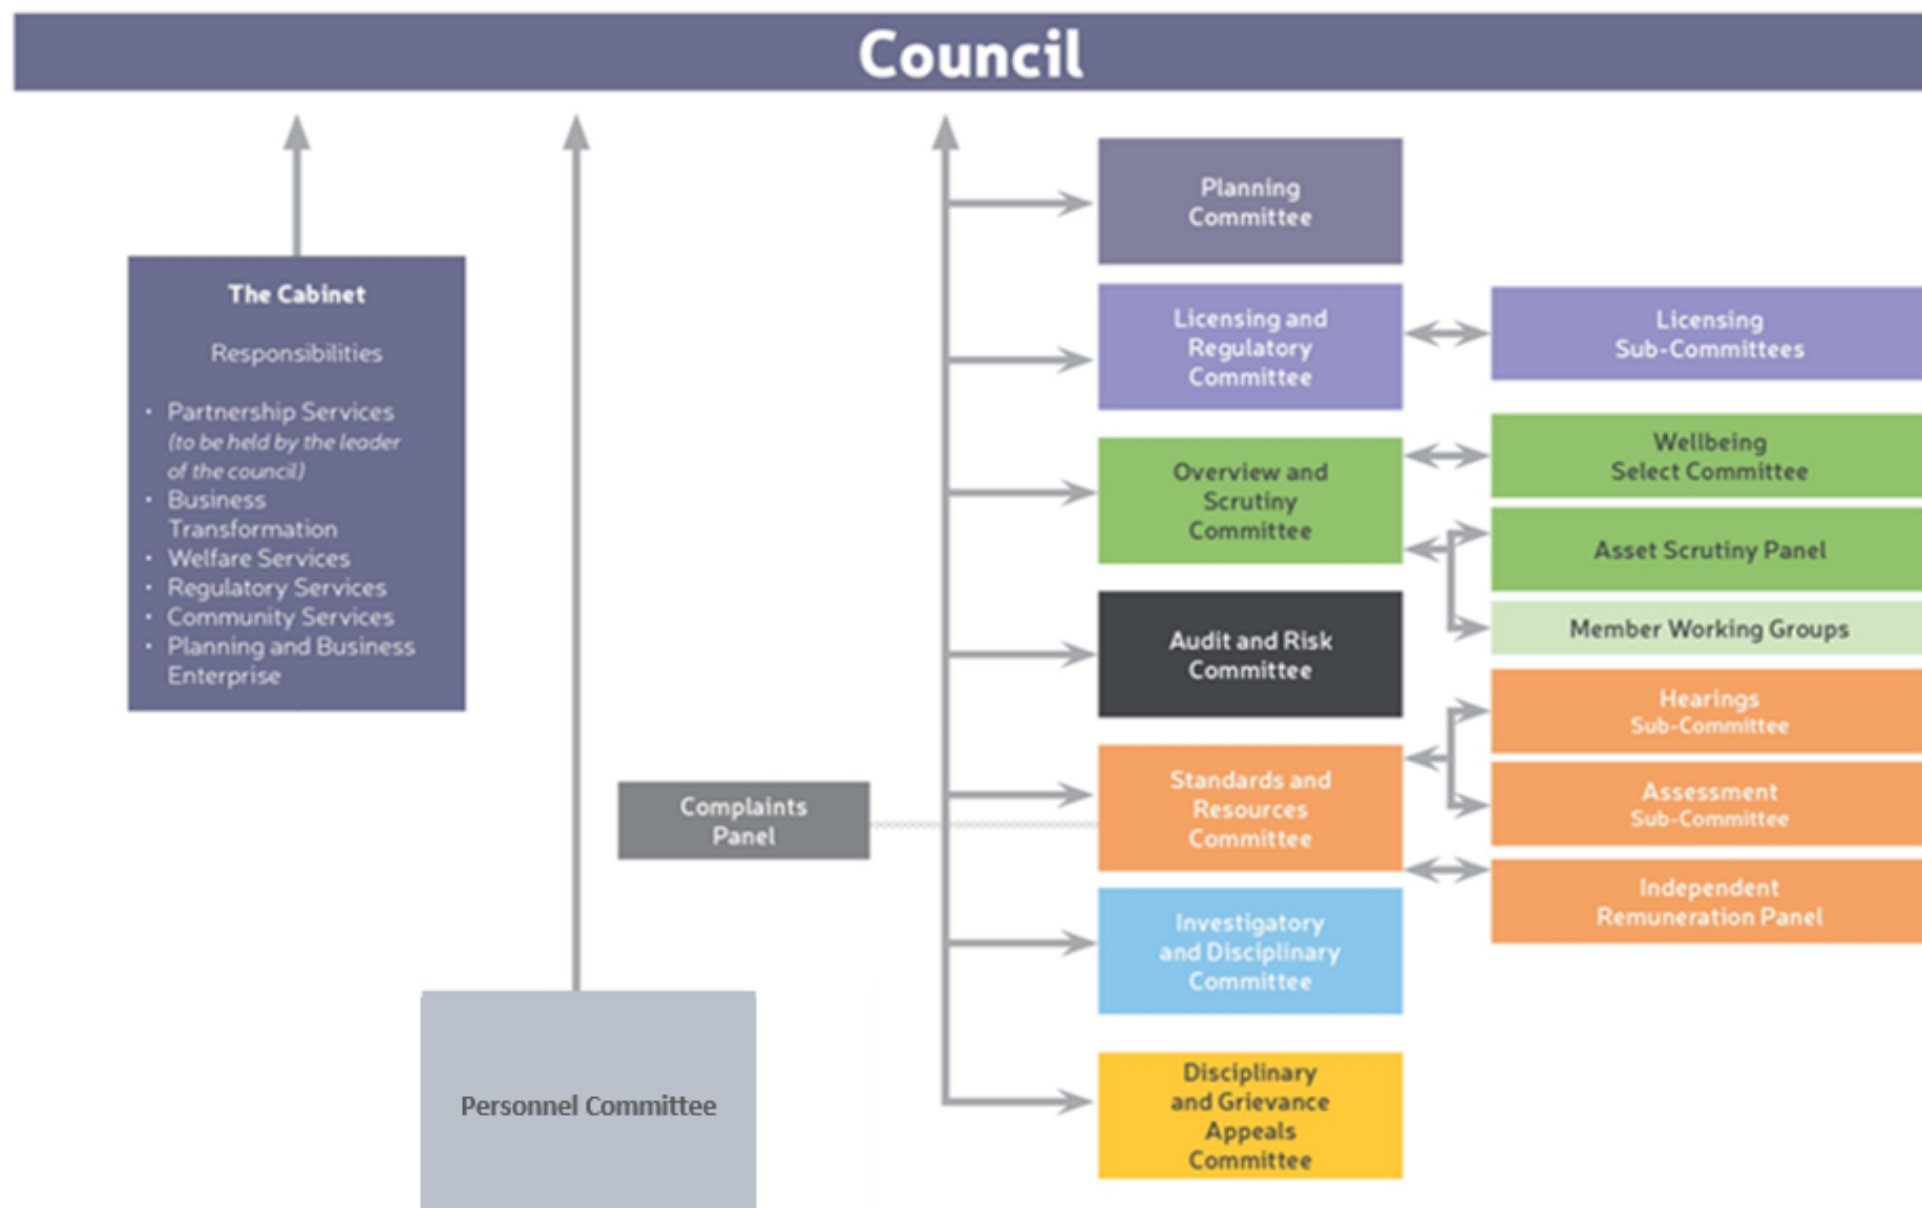 Council
The Cabinet
Responsibilities
• Partnership Services
(to be held by the leader
of the council)
• Business
Transformation
• Welfare Services
• Regulatory Services
• Community Services
• Planning and Business
Enterprise
Personnel Committee
Complaints
Panel
Planning
Committee
Licensing and
Regulatory
Committee
Licensing
Sub-Committees
Overview and
Scrutiny
Committee
Wellbeing
Select Committee
Asset Scrutiny Panel
Member Working Groups
Audit and Risk
Committee
Standards and
Resources
Committee
Hearings
Sub-Committee
Assessment
Sub-Committee
Independent
Remuneration Panel
Investigatory
and Disciplinary
Committee
Disciplinary
and Grievance
Appeals
Committee